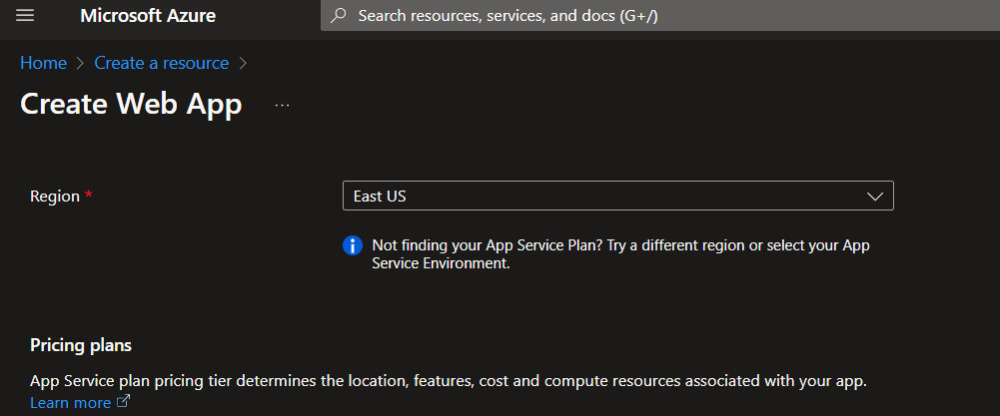 Microsoft Azure
Search resources, services, and docs (G+/)
Home > Create a resource >
Create Web App ...
Region *
East US
Not finding your App Service Plan? Try a different region or select your App
Service Environment.
Pricing plans
App Service plan pricing tier determines the location, features, cost and compute resources associated with your app.
Learn more